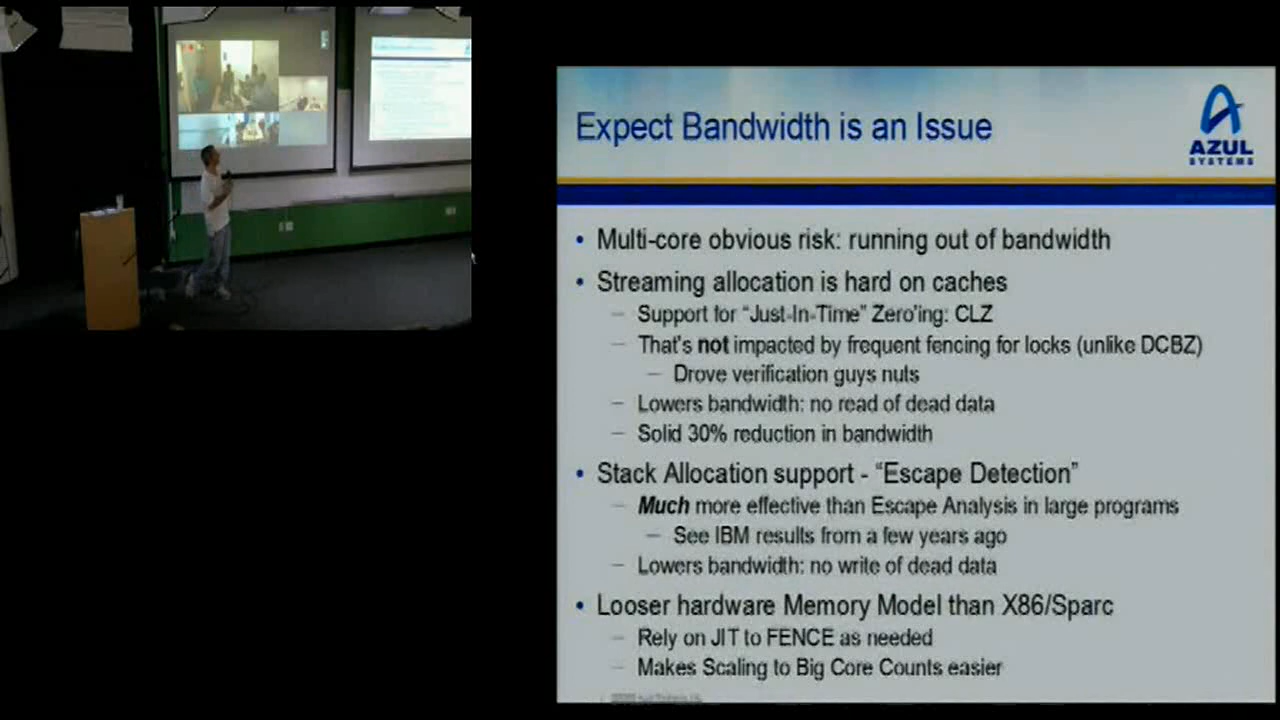 Expect Bandwidth is an Issue
AZUL
SYSTEMS
• Multi-core obvious risk: running out of bandwidth
• Streaming allocation is hard on caches
– Support for “Just-In-Time” Zero'ing: CLZ
– That's not impacted by frequent fencing for locks (unlike DCBZ)
– Drove verification guys nuts
– Lowers bandwidth: no read of dead data
– Solid 30% reduction in bandwidth
• Stack Allocation support - “Escape Detection”
– Much more effective than Escape Analysis in large programs
– See IBM results from a few years ago
– Lowers bandwidth: no write of dead data
• Looser hardware Memory Model than X86/Sparc
– Rely on JIT to FENCE as needed
– Makes Scaling to Big Core Counts easier